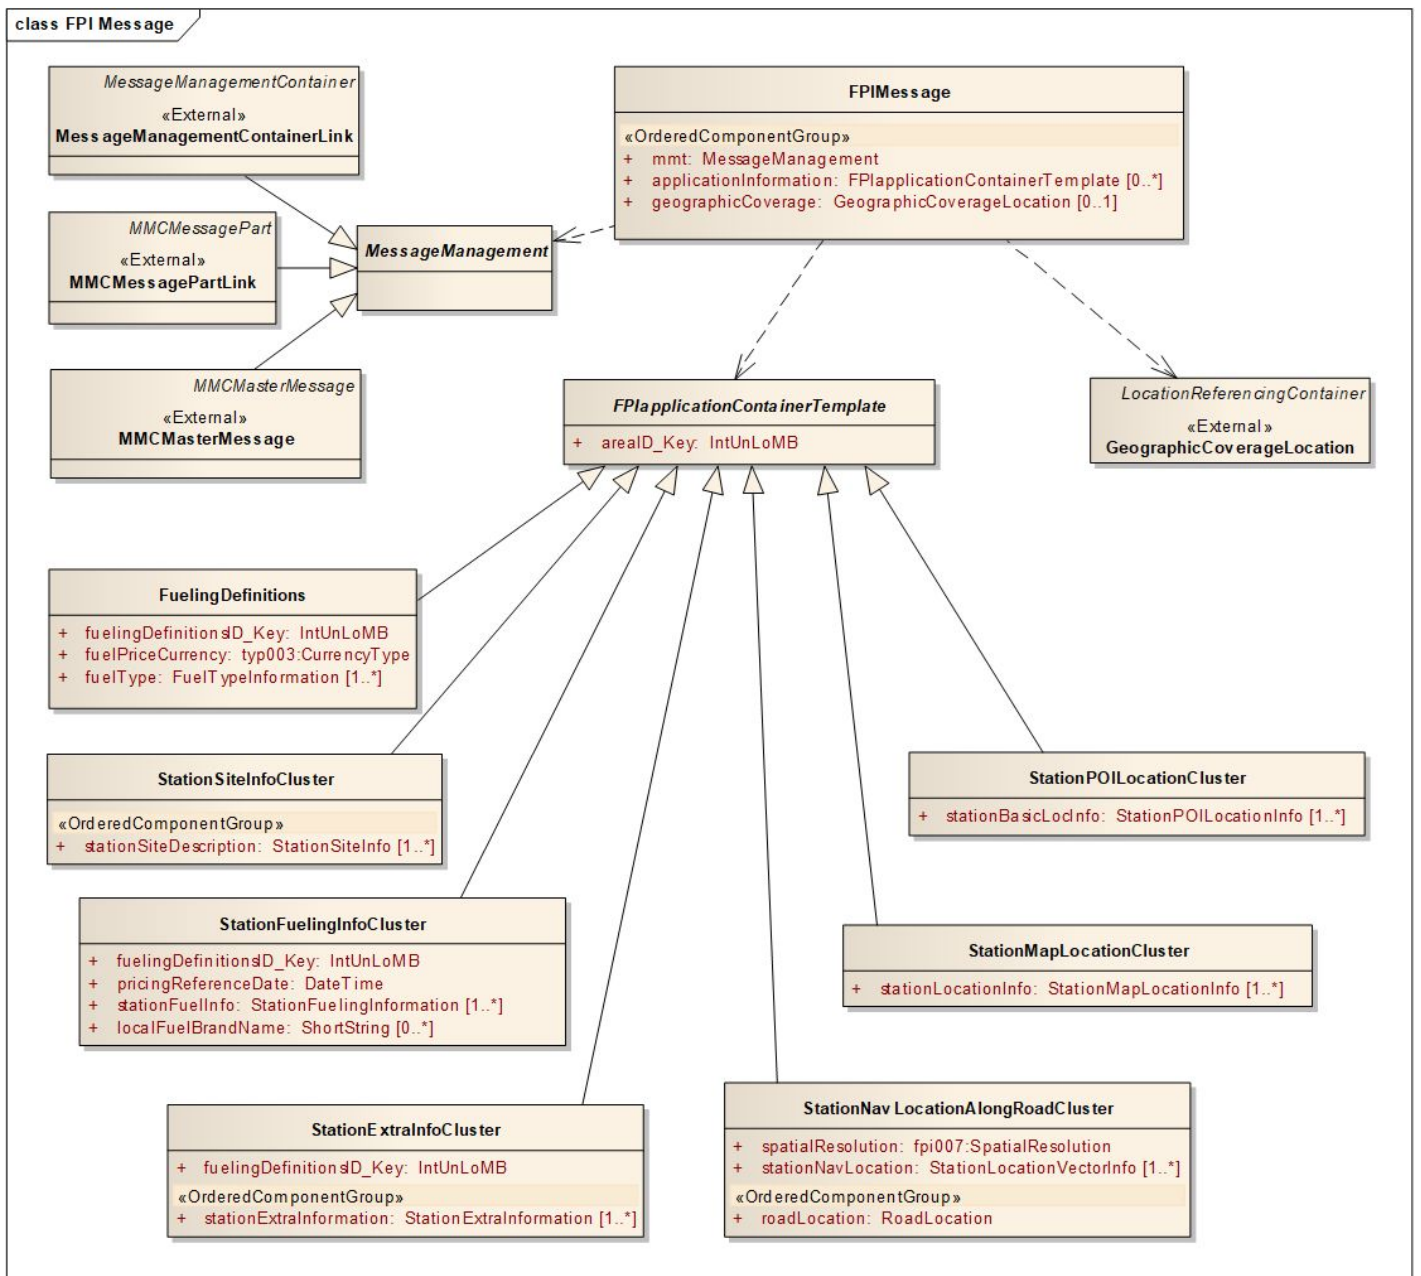 class FPI Message
MessageManagementContainer
«External»
MessageManagementContainerLink
FPIMessage
«OrderedComponentGroup»
+ mmt: MessageManagement
+ applicationInformation: FPIapplicationContainerTemplate [0..*]
+ geographicCoverage: GeographicCoverageLocation [0..1]
MMCMessagePart
«External»
MMCMessagePartLink
MessageManagement
MMCMasterMessage
«External»
MMCMasterMessage
FPIapplicationContainerTemplate
+ areaID_Key: IntUnLoMB
LocationReferencingContainer
«External»
GeographicCoverageLocation
FuelingDefinitions
+ fuelingDefinitionsID_Key: IntUnLoMB
+ fuelPriceCurrency: typ003:CurrencyType
+ fuelType: FuelTypeInformation [1..*]
StationSiteInfoCluster
«OrderedComponentGroup»
+ stationSiteDescription: StationSiteInfo [1..*]
StationPOILocationCluster
+ stationBasicLocInfo: StationPOILocationInfo [1..*]
StationFuelingInfoCluster
+ fuelingDefinitionsID_Key: IntUnLoMB
+ pricingReferenceDate: DateTime
+ stationFuelInfo: StationFuelingInformation [1..*]
+ localFuelBrandName: ShortString [0..*]
StationMapLocationCluster
+ stationLocationInfo: StationMapLocationInfo [1..*]
StationExtraInfoCluster
+ fuelingDefinitionsID_Key: IntUnLoMB
«OrderedComponentGroup»
+ stationExtraInformation: StationExtraInformation [1..*]
StationNavLocationAlongRoadCluster
+ spatialResolution: fpi007:SpatialResolution
+ stationNavLocation: StationLocationVectorInfo [1..*]
«OrderedComponentGroup»
+ roadLocation: RoadLocation